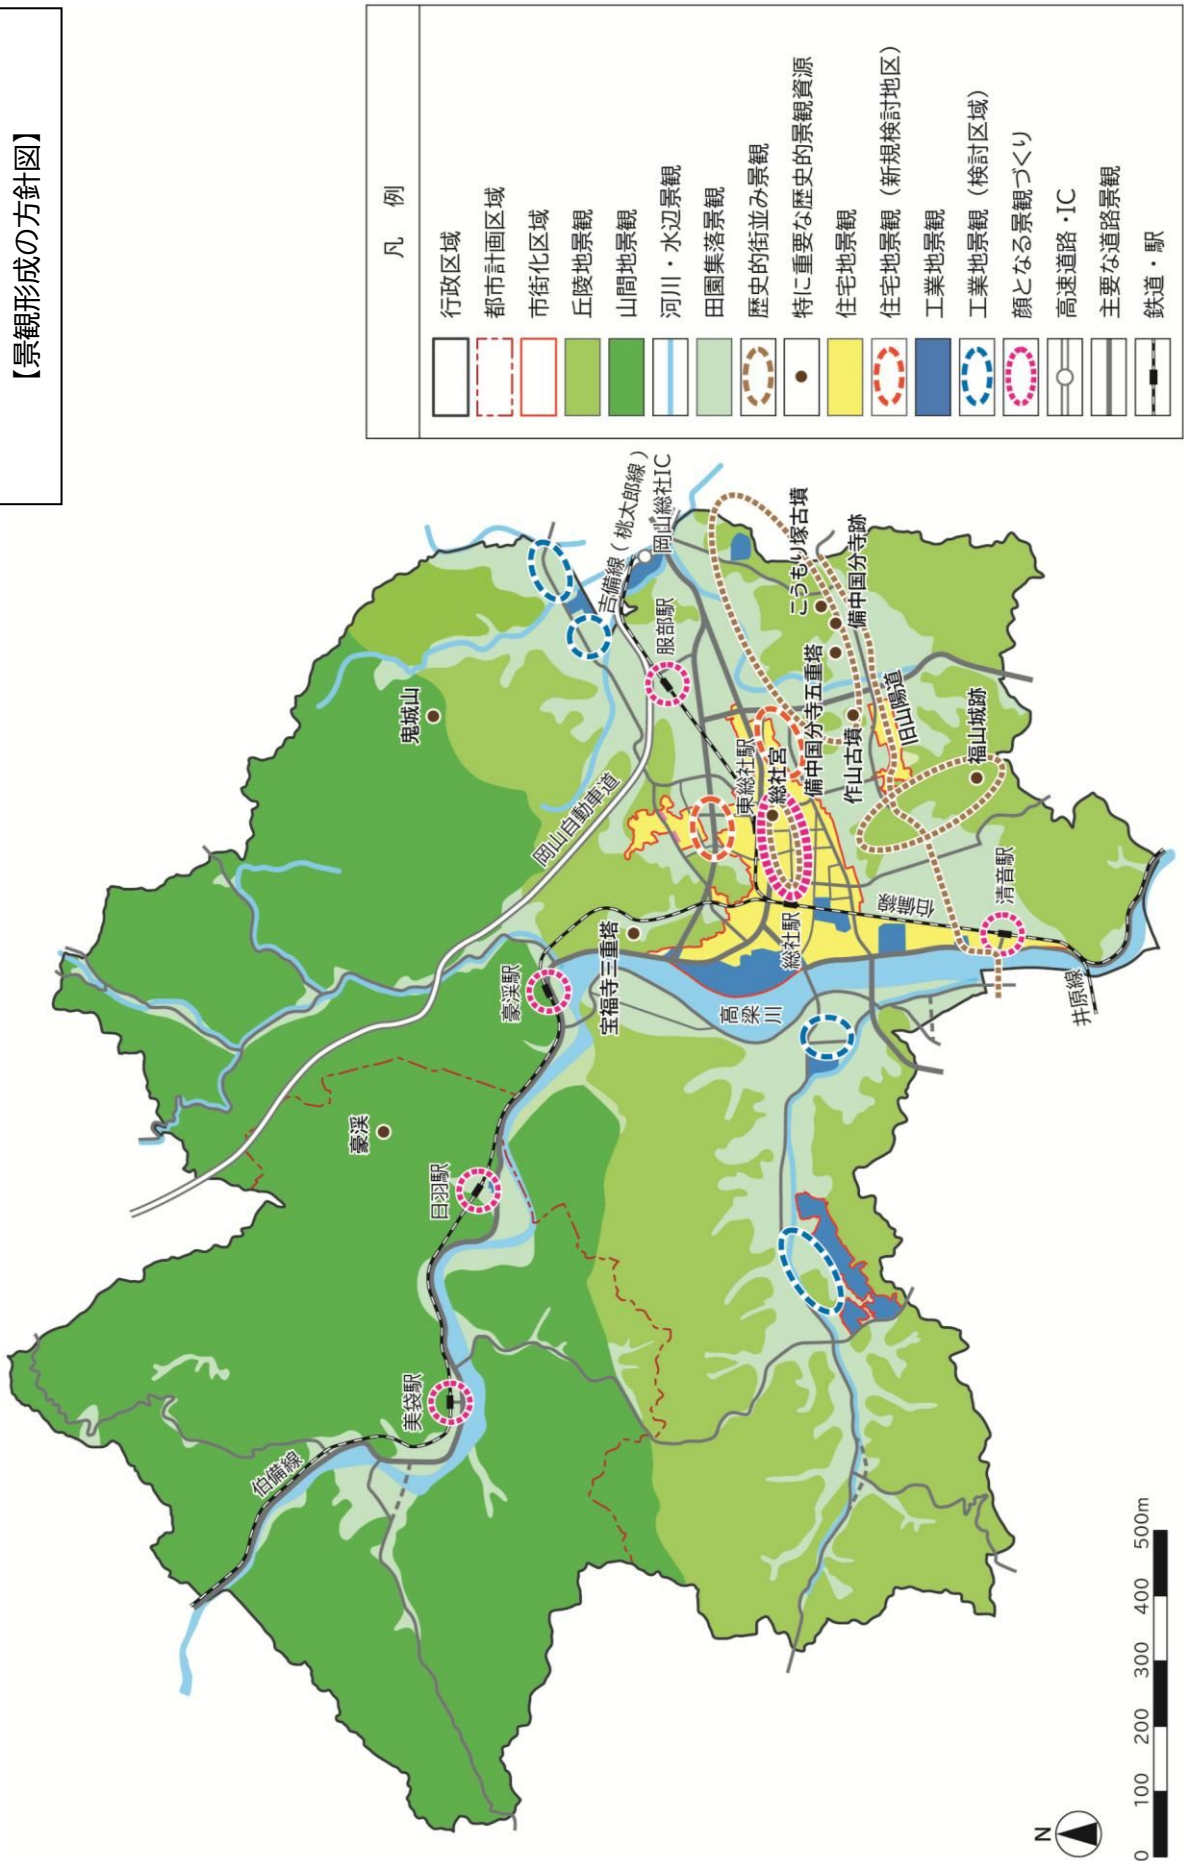 【景観形成の方針図】
凡 例
行政区域
都市計画区域
市街化区域
丘陵地景観
山間地景観
河川・水辺景観
田園集落景観
歴史的街並み景観
特に重要な歴史的景観資源
住宅地景観
住宅地景観（新規検討地区）
工業地景観
工業地景観（検討区域）
顔となる景観づくり
高速道路・IC
主要な道路景観
鉄道・駅
鬼城山
岡山自動車道
吉備線（桃太郎線）
岡山総社IC
服部駅
豪渓
豪渓駅
日羽駅
美袋駅
伯備線
宝福寺三重塔
高梁川
東総社駅
総社宮
総社駅
備中国分寺五重塔
こうもり塚古墳
備中国分寺跡
作山古墳
旧山陽道
福山城跡
伯備線
清音駅
井原線
N
0 100 200 300 400 500m